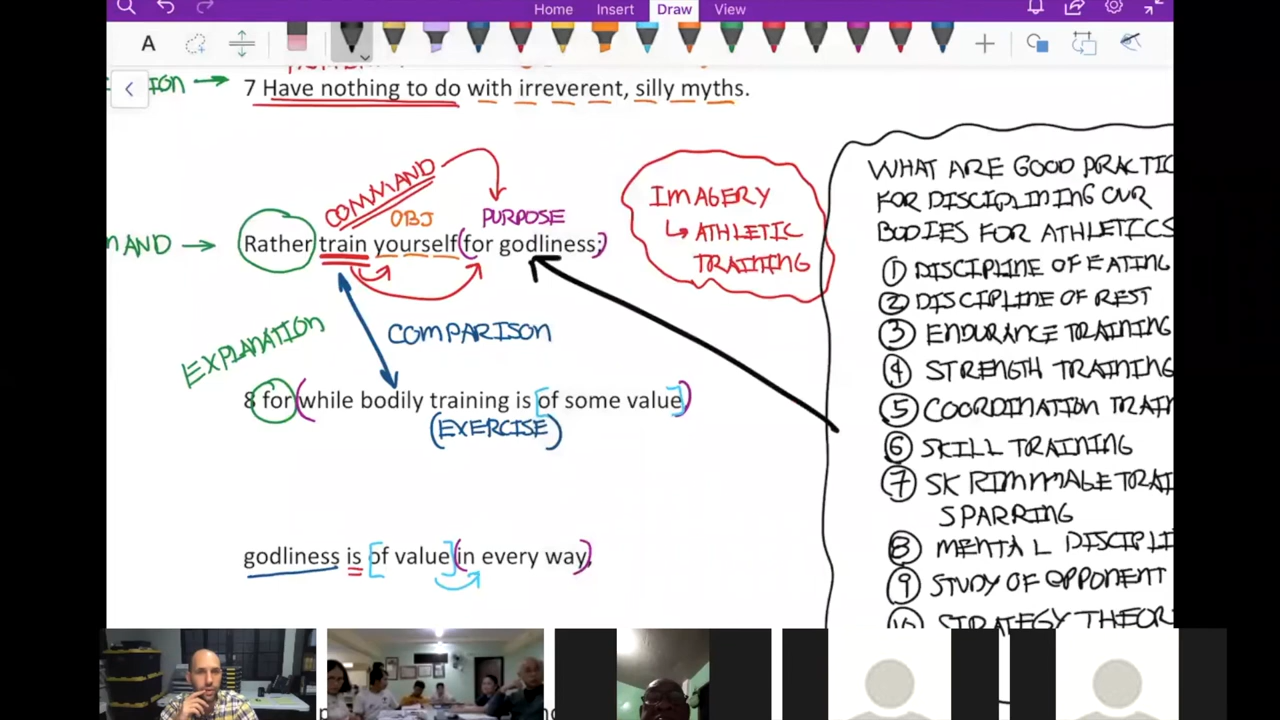 Home Insert Draw View
A
7 Have nothing to do with irreverent, silly myths.
COMMAND
OBJ PURPOSE
Rather train yourself (for godliness;)
IMAGERY
↳ ATHLETIC
TRAINING
COMPARISON
EXPLANATION
8 for (while bodily training is [of some value],)
(EXERCISE)
godliness is [of value] (in every way,)
WHAT ARE GOOD PRACTIC
FOR DISCIPLINING OUR
BODIES FOR ATHLETICS
1 DISCIPLINE OF EATING
2 DISCIPLINE OF REST
3 ENDURANCE TRAINING
4 STRENGTH TRAINING
5 COORDINATION TRAIN
6 SKILL TRAINING
7 SKRIMMAGE TRAI
SPARRING
8 MENTAL DISCIPLI
9 STUDY OF OPPONENT
10 STRATEGY THEOR